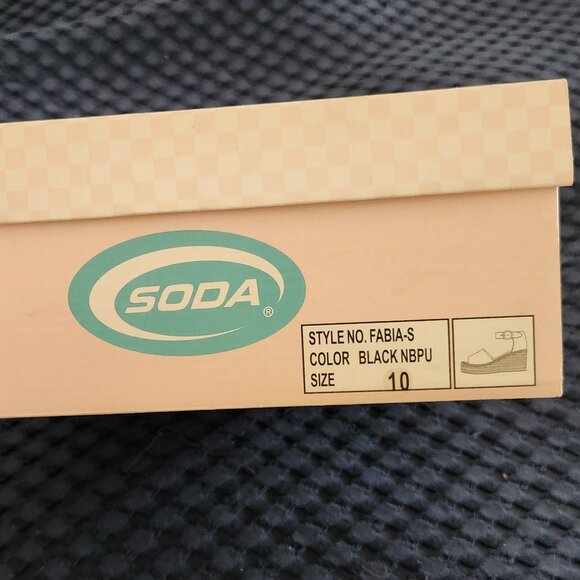 SODA ®
STYLE NO. FABIA-S
COLOR BLACK NBPU
SIZE 10